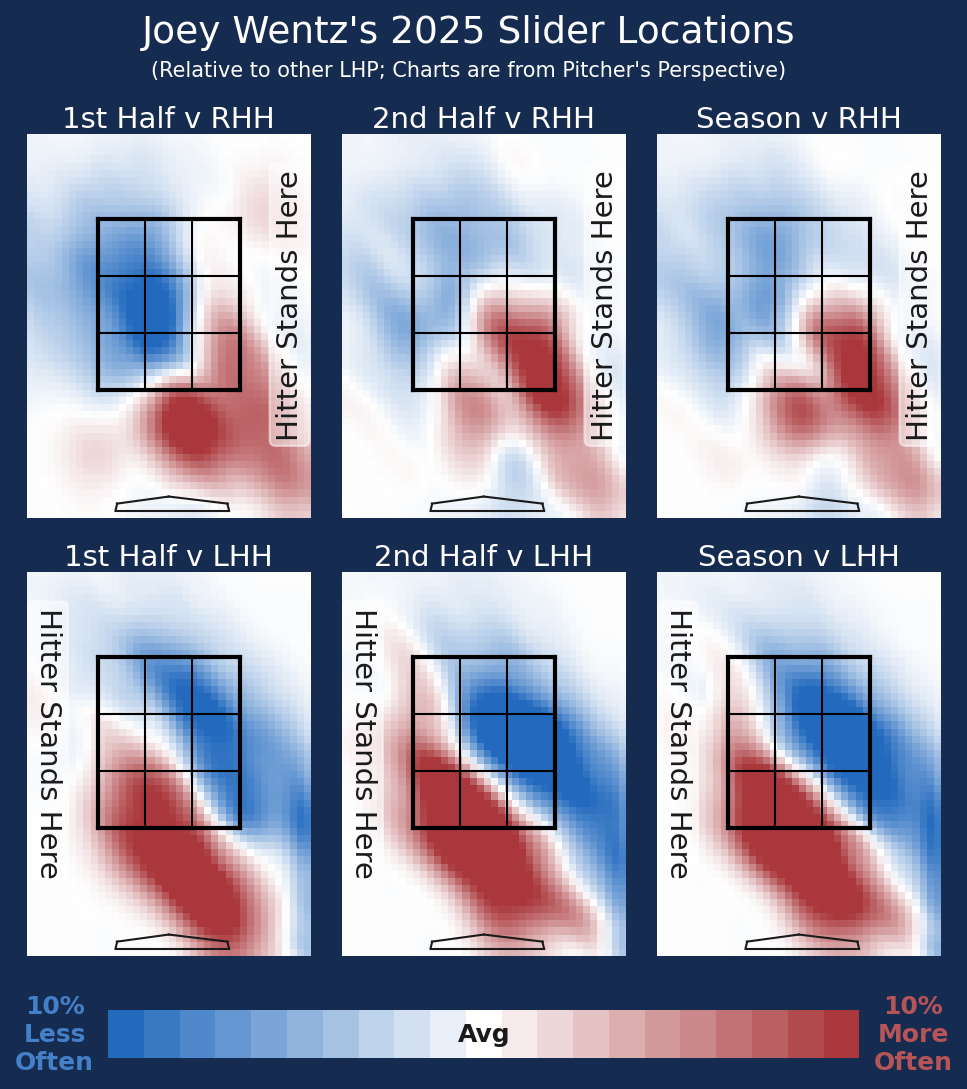 Joey Wentz's 2025 Slider Locations
(Relative to other LHP; Charts are from Pitcher's Perspective)
1st Half v RHH
2nd Half v RHH
Season v RHH
Hitter Stands Here
Hitter Stands Here
Hitter Stands Here
1st Half v LHH
2nd Half v LHH
Season v LHH
Hitter Stands Here
Hitter Stands Here
Hitter Stands Here
10%
Less
Often
Avg
10%
More
Often